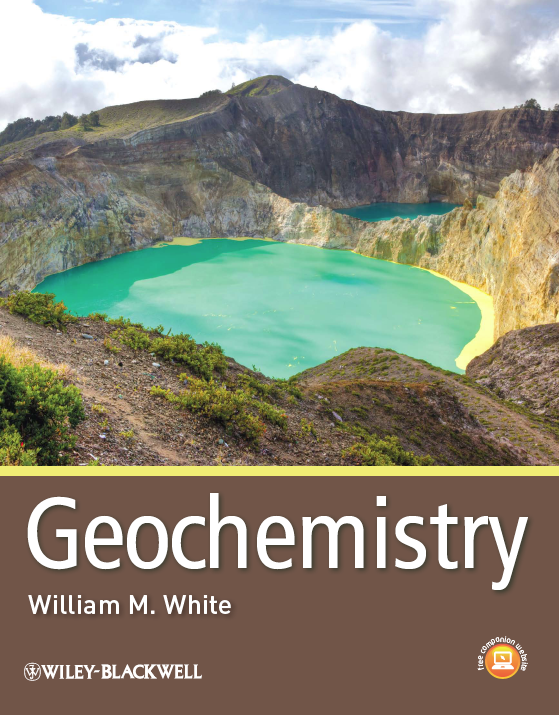 Geochemistry
William M. White
WILEY-BLACKWELL
free companion website